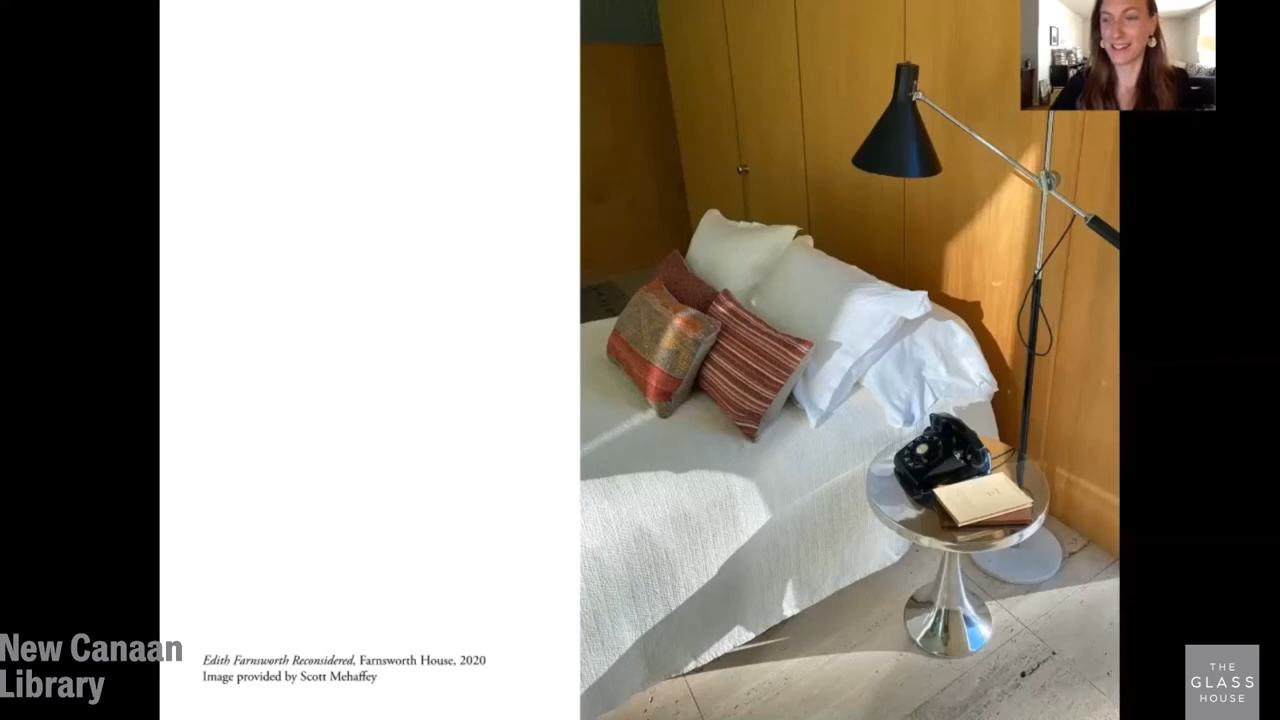 Edith Farnsworth Reconsidered, Farnsworth House, 2020
Image provided by Scott Mehaffey
New Canaan
Library
THE
GLASS
HOUSE